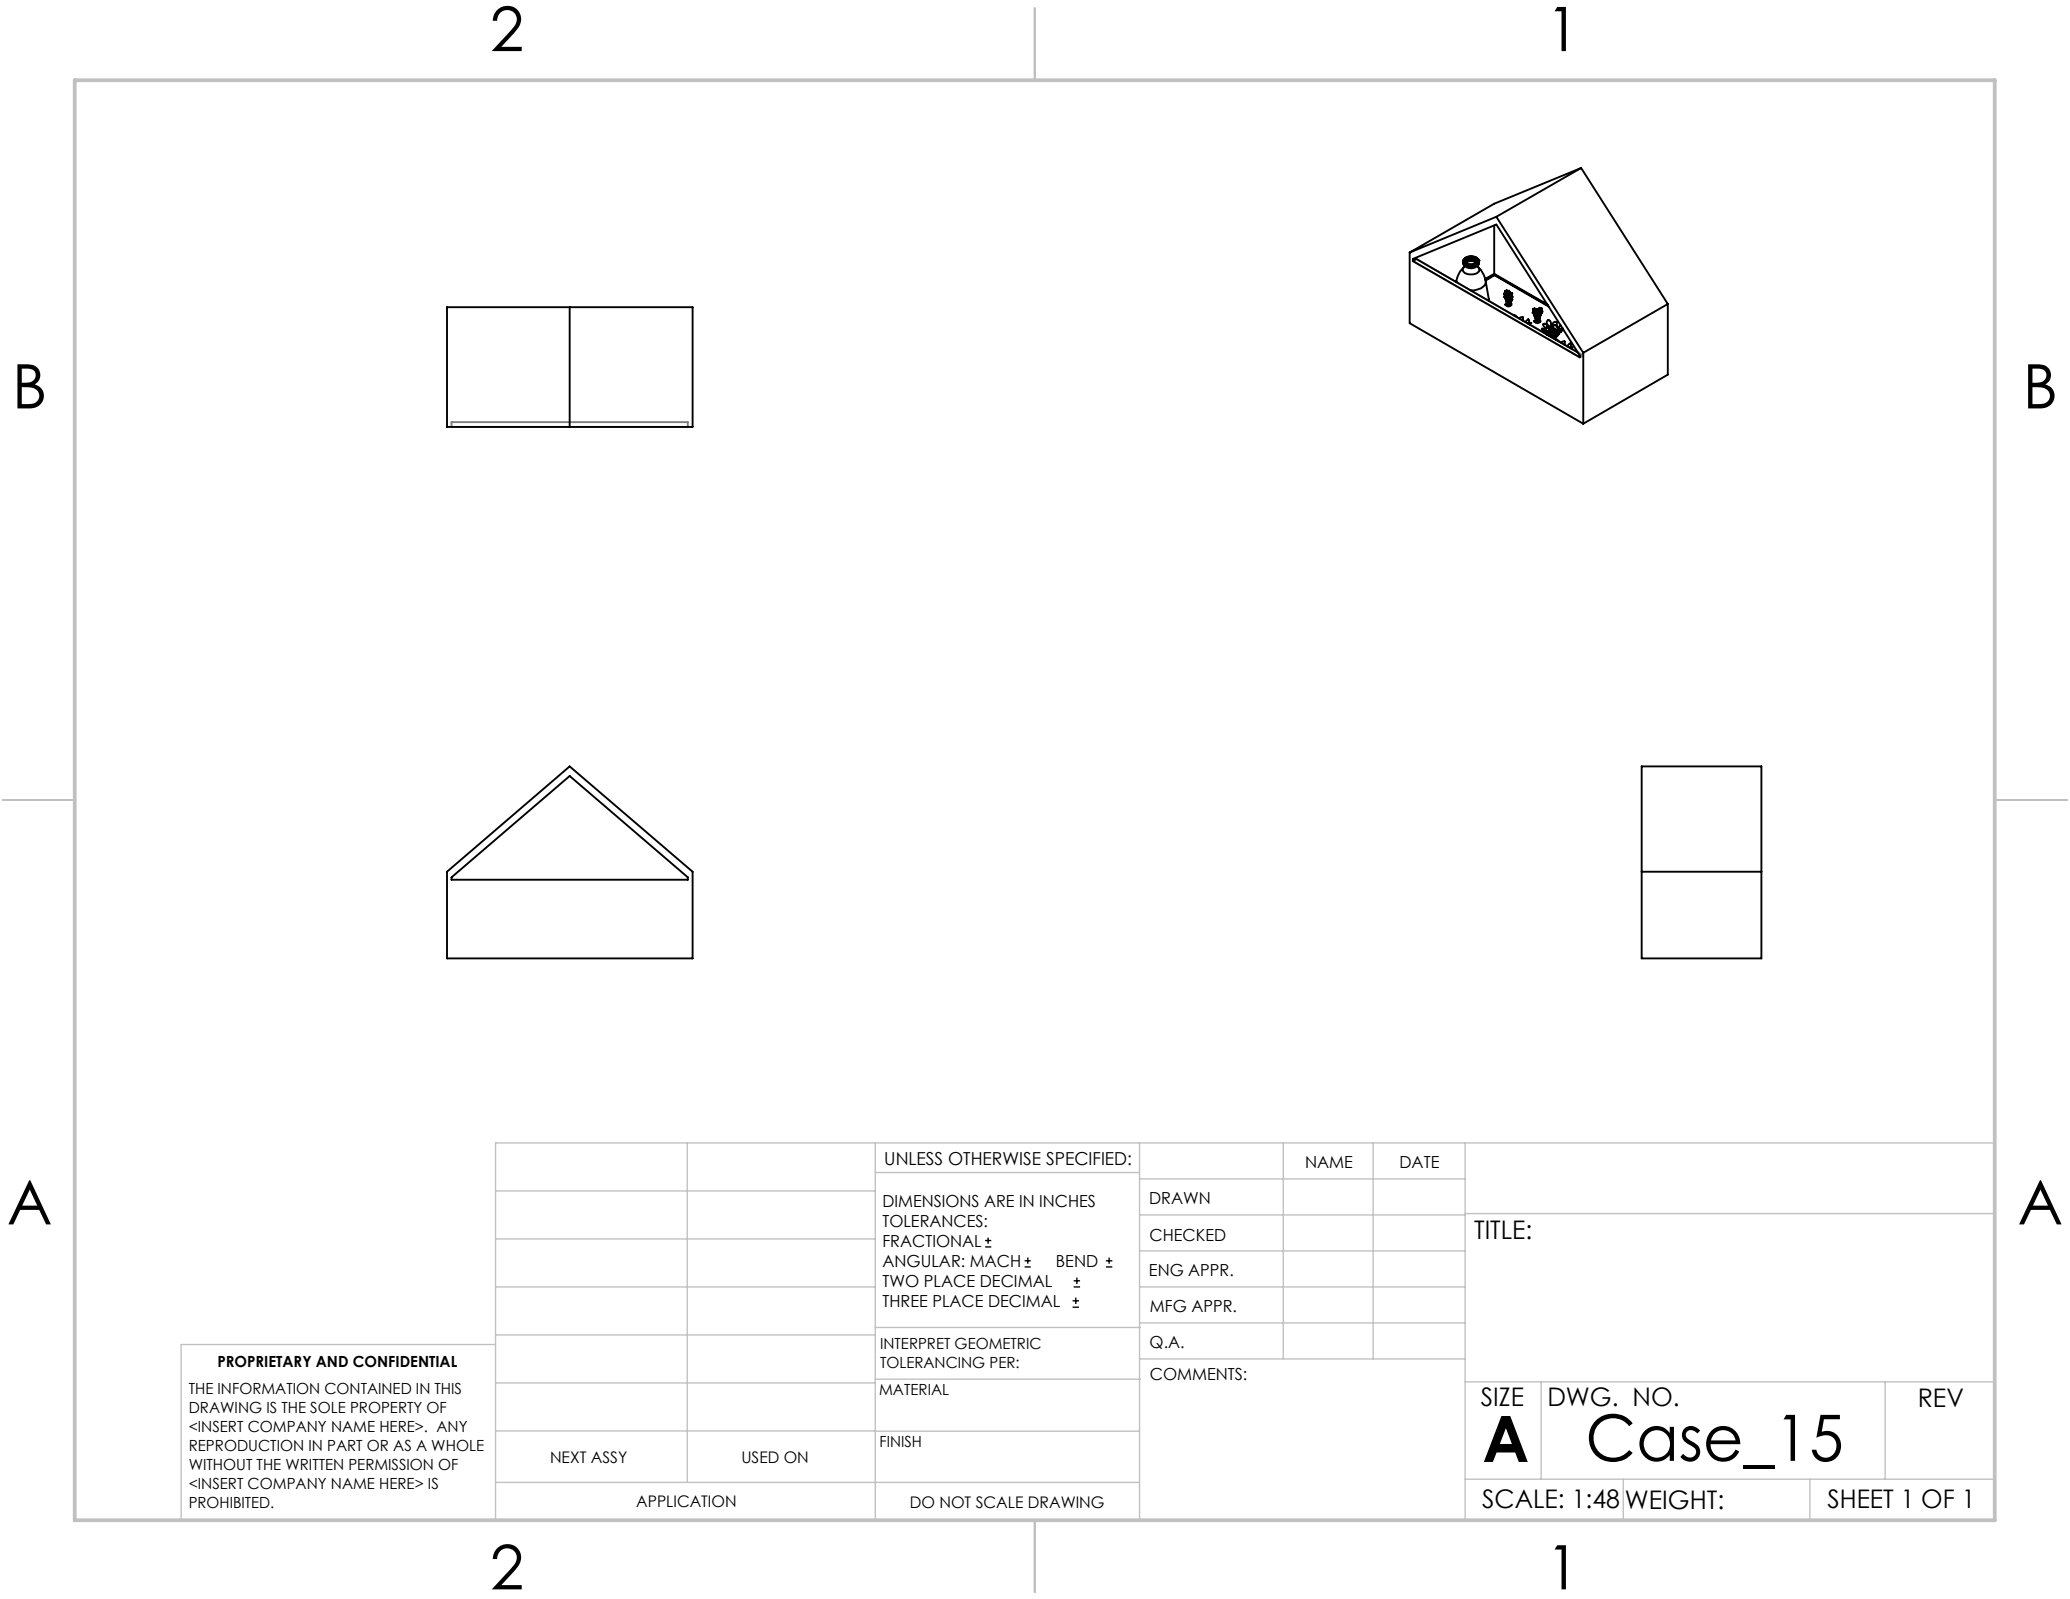 2
1
B
B
A
A
UNLESS OTHERWISE SPECIFIED:
DIMENSIONS ARE IN INCHES
TOLERANCES:
FRACTIONAL ±
ANGULAR: MACH ± BEND ±
TWO PLACE DECIMAL ±
THREE PLACE DECIMAL ±
INTERPRET GEOMETRIC
TOLERANCING PER:
MATERIAL
FINISH
DO NOT SCALE DRAWING
NAME
DATE
DRAWN
CHECKED
ENG APPR.
MFG APPR.
Q.A.
COMMENTS:
TITLE:
SIZE
A
DWG. NO.
Case_15
REV
SCALE: 1:48
WEIGHT:
SHEET 1 OF 1
PROPRIETARY AND CONFIDENTIAL
THE INFORMATION CONTAINED IN THIS
DRAWING IS THE SOLE PROPERTY OF
<INSERT COMPANY NAME HERE>. ANY
REPRODUCTION IN PART OR AS A WHOLE
WITHOUT THE WRITTEN PERMISSION OF
<INSERT COMPANY NAME HERE> IS
PROHIBITED.
NEXT ASSY
USED ON
APPLICATION
2
1